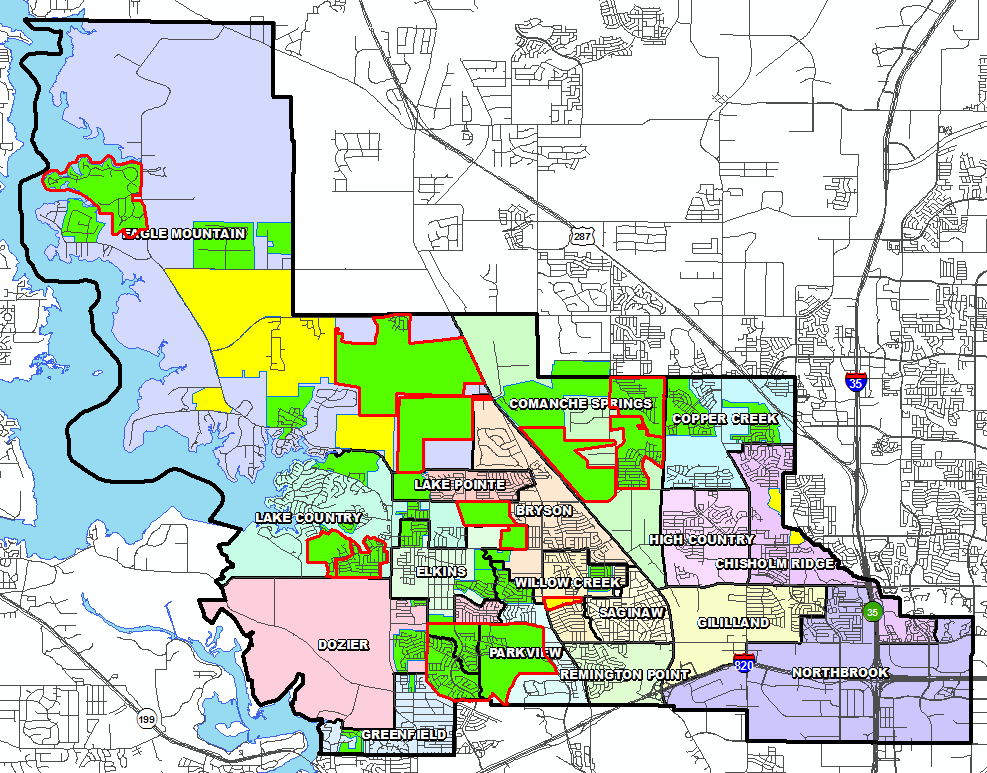 EAGLE MOUNTAIN
287
35
COMANCHE SPRINGS
COPPER CREEK
LAKE POINTE
BRYSON
LAKE COUNTRY
HIGH COUNTRY
CHISHOLM RIDGE
ELKINS
WILLOW CREEK
SAGINAW
35
GILILLAND
DOZIER
PARKVIEW
820
NORTHBROOK
REMINGTON POINT
199
GREENFIELD